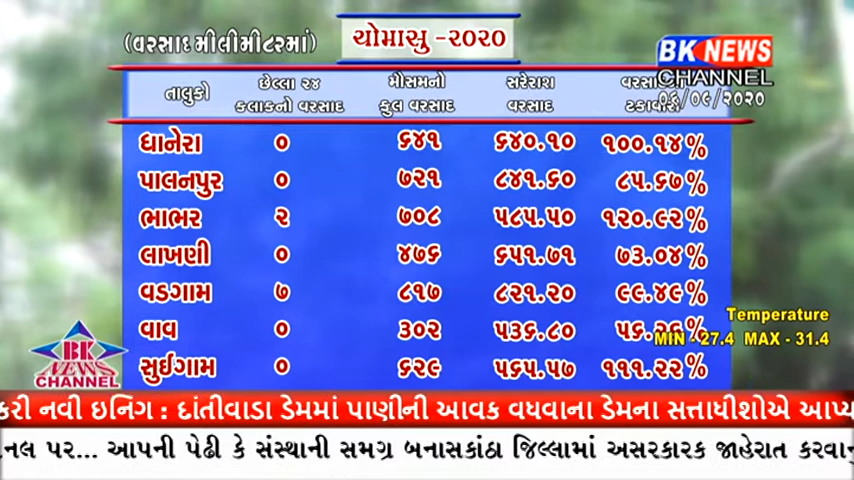 ચોમાસુ -૨૦૨૦
(વરસાદ મીલીમીટરમાં)
BK NEWS
CHANNEL
૦૬/૦૯/૨૦૨૦
તાલુકો છેલ્લા ૨૪ કલાકનો વરસાદ મીસમનો કુલ વરસાદ સરેરાશ વરસાદ
ધાનેરા ૦ ૬૪૧ ૬૪૦.૧૦ ૧૦૦.૧૪%
પાલનપુર ૦ ૭૨૧ ૮૪૧.૬૦ ૮૫.૬૭%
ભાભર ૨ ૭૦૮ ૫૮૫.૫૦ ૧૨૦.૯૨%
લાખણી ૦ ૪૭૬ ૬૫૧.૭૧ ૭૩.૦૪%
વડગામ ૭ ૮૧૭ ૮૨૧.૨૦ ૯૯.૪૯%
વાવ ૦ ૩૦૨ ૫૩૬.૮૦
સુઈગામ ૦ ૬૨૯ ૫૬૫.૫૭ ૧૧૧.૨૨%
Temperature
MIN - 27.4 MAX - 31.4
BK
NEWS
CHANNEL
કરી નવી ઇનિંગ : દાંતીવાડા ડેમમાં પાણીની આવક વધવાના ડેમના સત્તાધીશોએ આપ્ય
નલ પર... આપની પેઢી કે સંસ્થાની સમગ્ર બનાસકાંઠા જિલ્લામાં અસરકારક જાહેરાત કરવાનુ